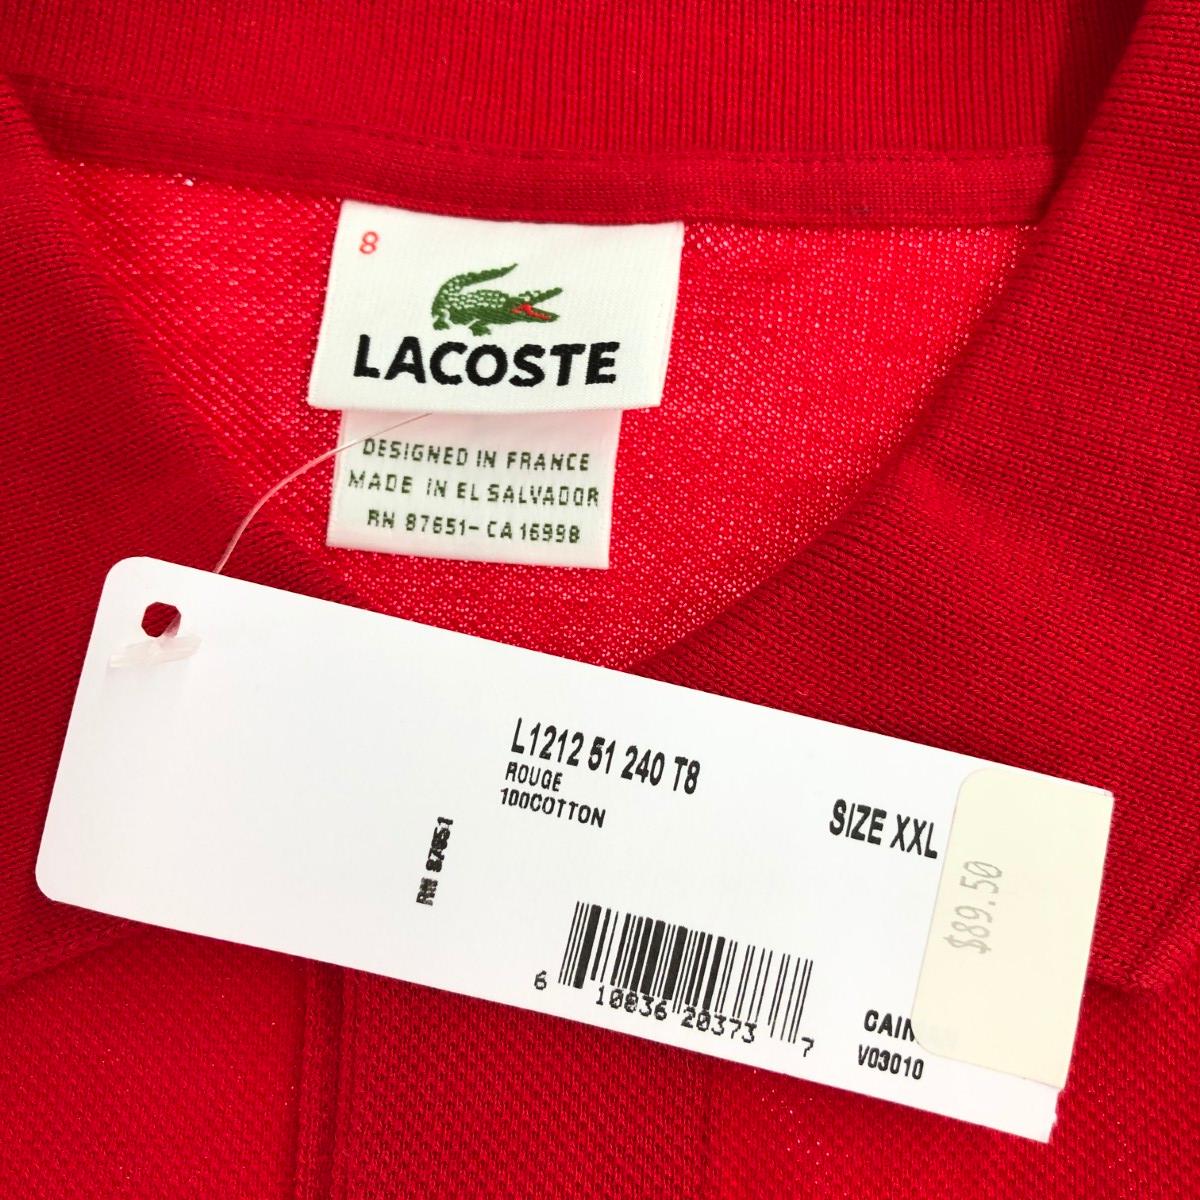 8
LACOSTE
DESIGNED IN FRANCE
MADE IN EL SALVADOR
RN 87651-CA 16998
L1212 51 240 T8
ROUGE
100COTTON
SIZE XXL
RN 87651
$89.50
6 10836 20373 7
V03010